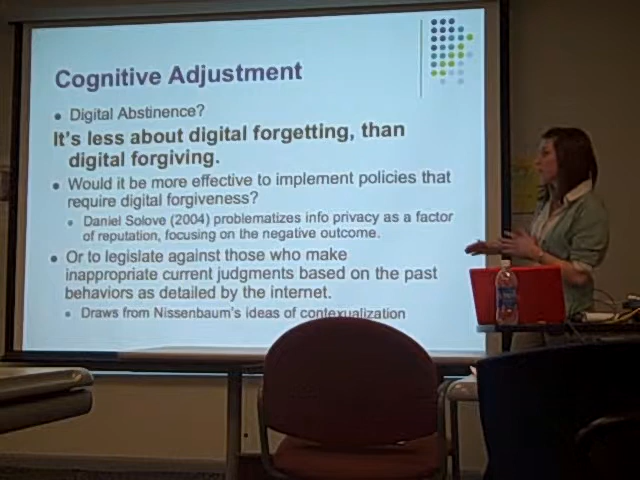 Cognitive Adjustment
Digital Abstinence?
It's less about digital forgetting, than
digital forgiving.
Would it be more effective to implement policies that
require digital forgiveness?
Daniel Solove (2004) problematizes info privacy as a factor
of reputation, focusing on the negative outcome.
Or to legislate against those who make
inappropriate current judgments based on the past
behaviors as detailed by the internet.
Draws from Nissenbaum's ideas of contexualization